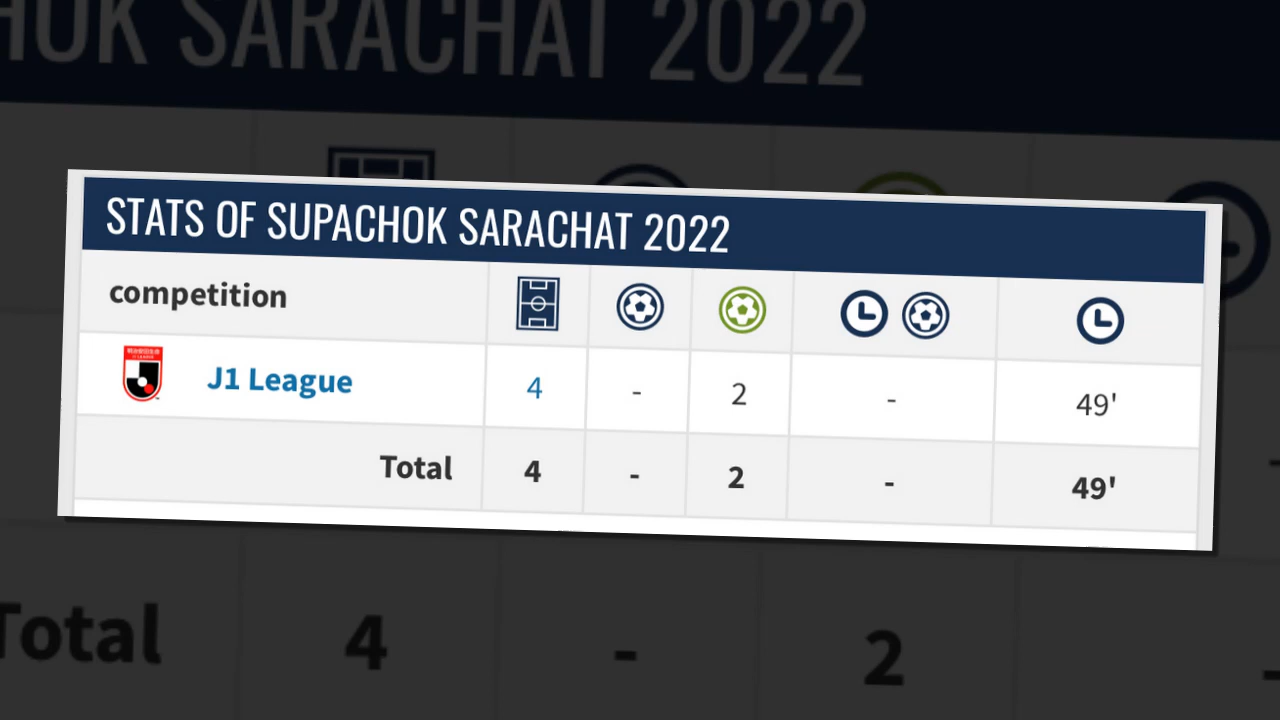 HUK SARACHAT 2022
STATS OF SUPACHOK SARACHAT 2022
competition
J1 League 4 - 2 - 49'
Total 4 - 2 - 49'
Total 4 - 2 -